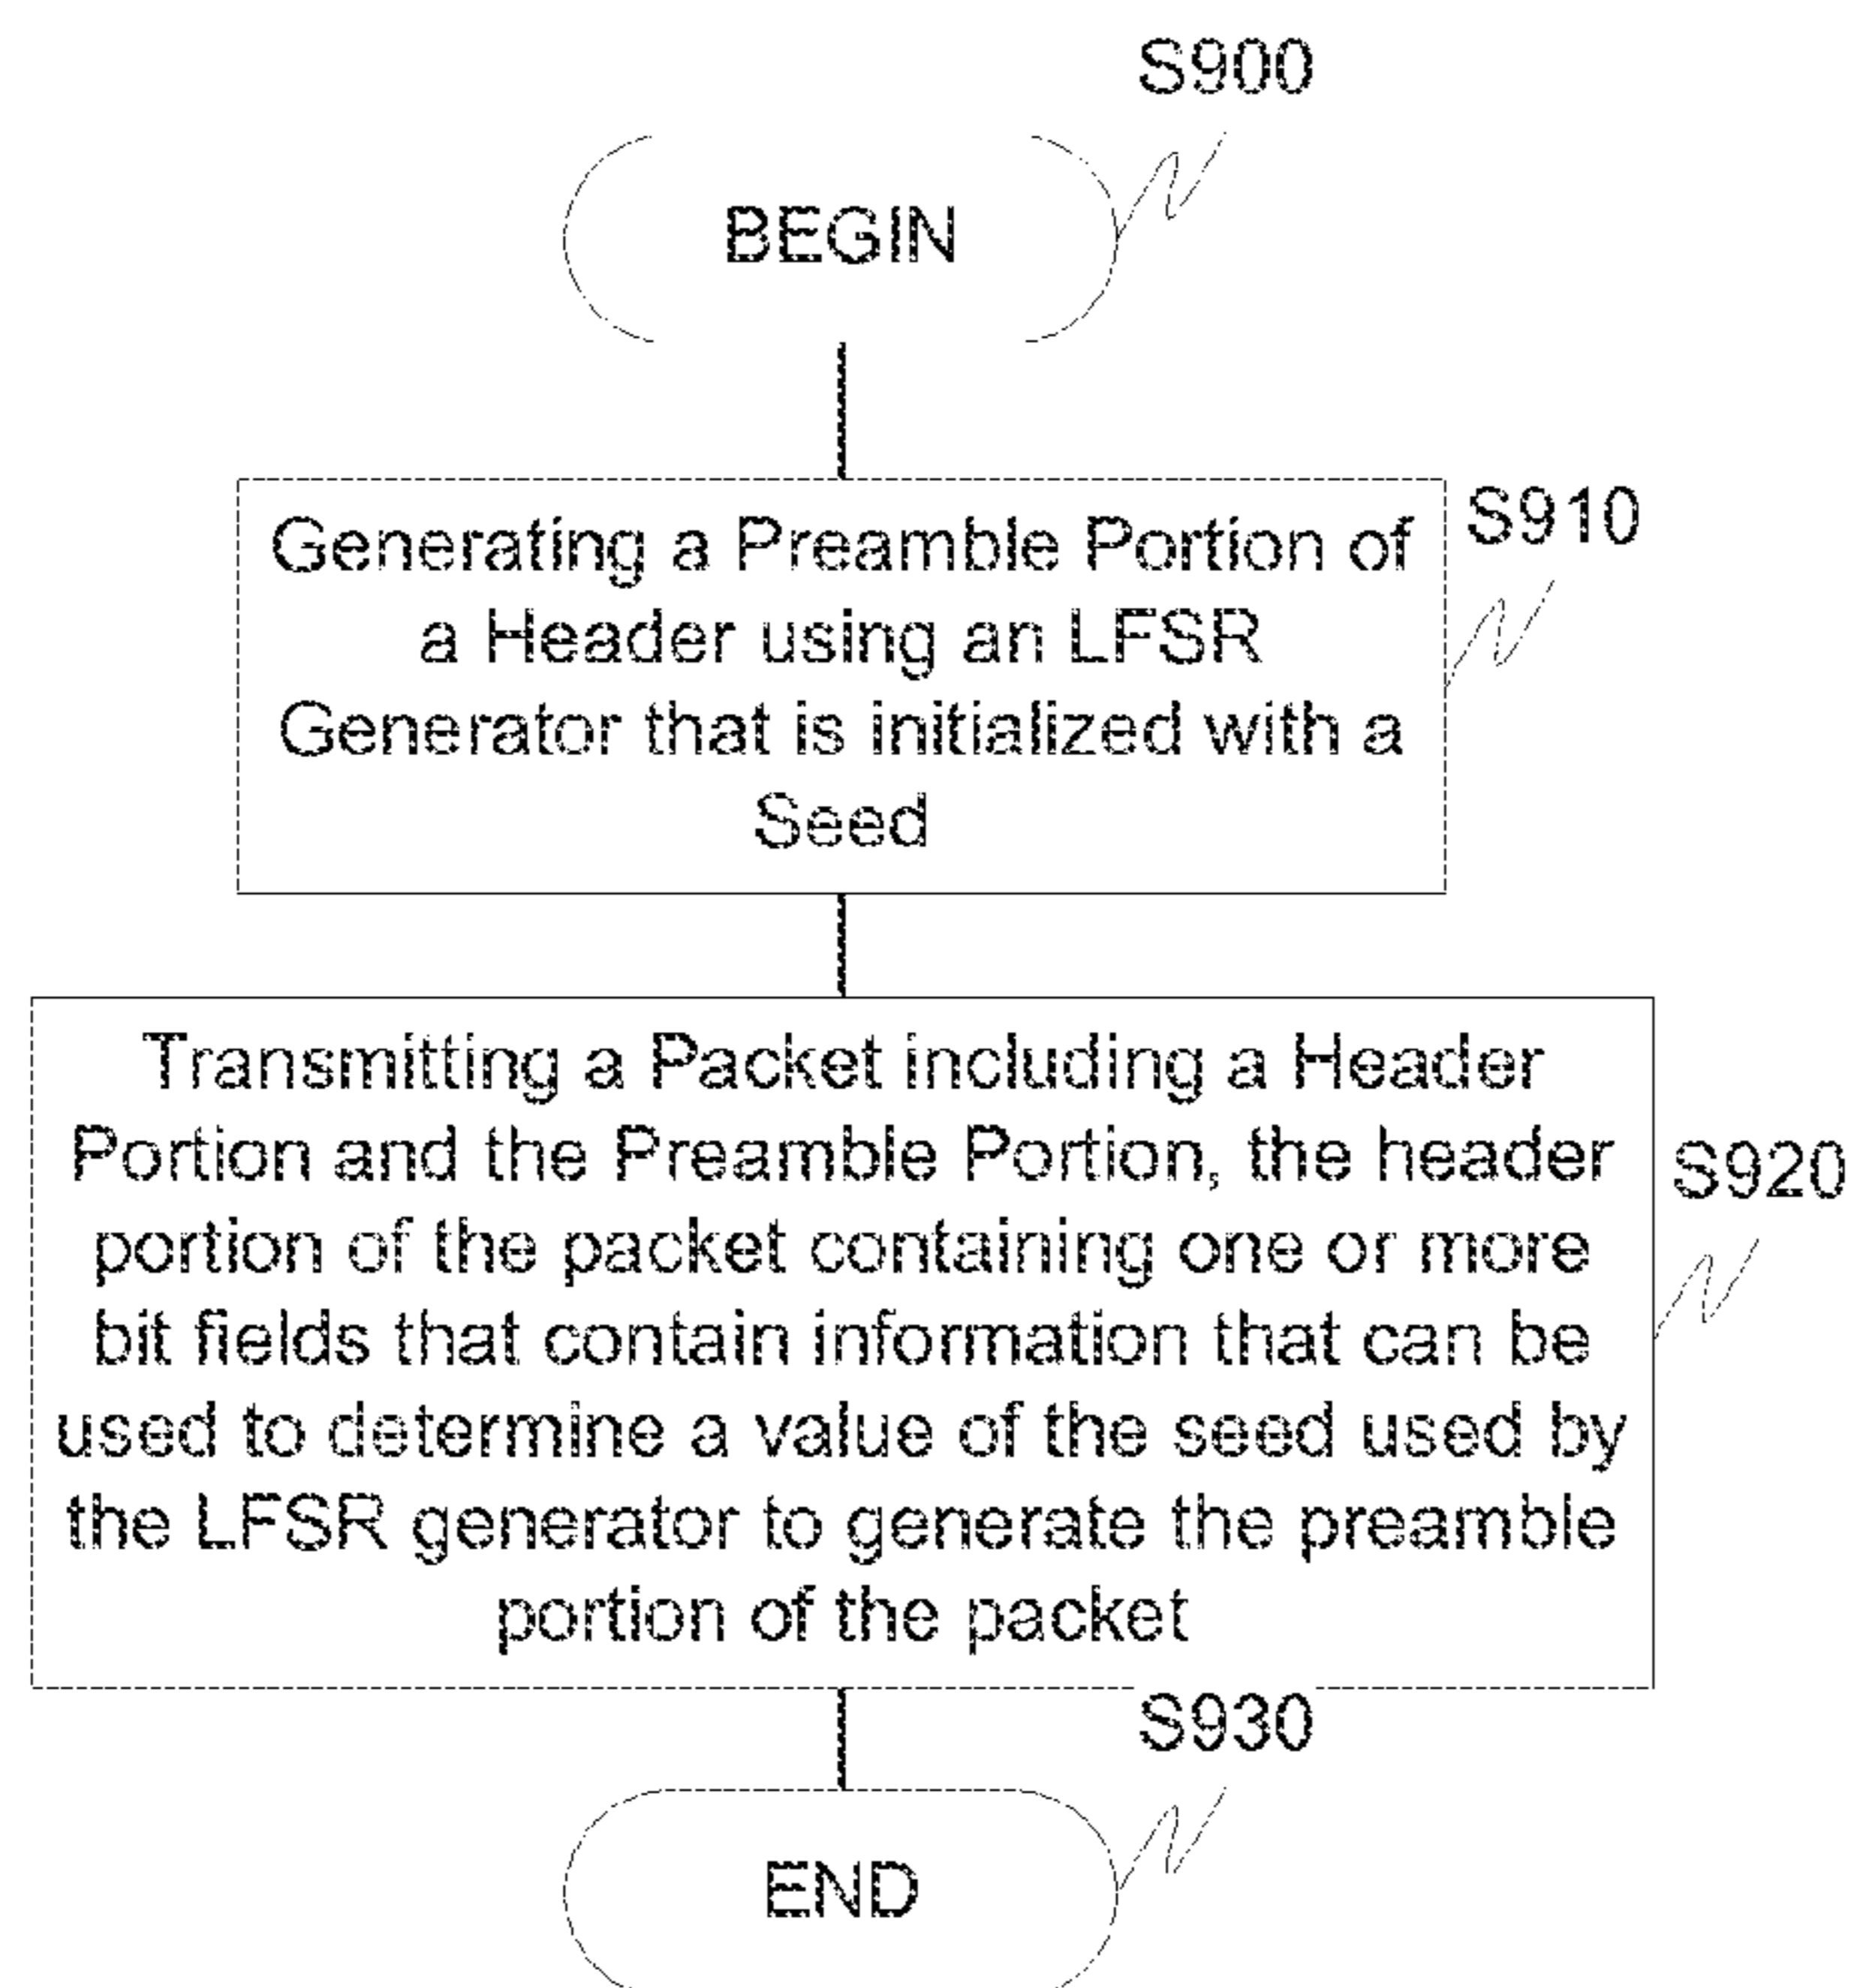 S900
BEGIN
S910
Generating a Preamble Portion of
a Header using an LFSR
Generator that is initialized with a
Seed
Transmitting a Packet including a Header
Portion and the Preamble Portion, the header
S920
portion of the packet containing one or more
bit fields that contain information that can be
used to determine a value of the seed used by
the LFSR generator to generate the preamble
portion of the packet
S930
END